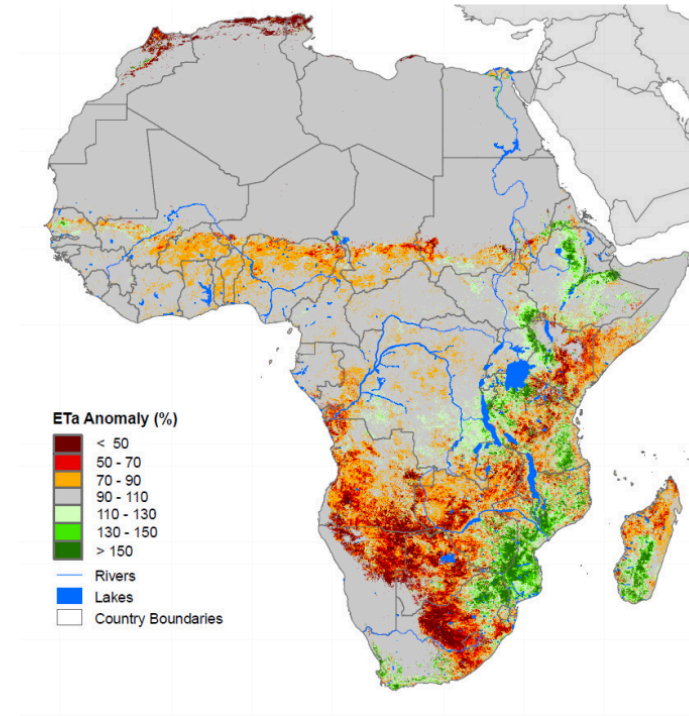 ETa Anomaly (%)
< 50
50 - 70
70 - 90
90 - 110
110 - 130
130 - 150
> 150
Rivers
Lakes
Country Boundaries